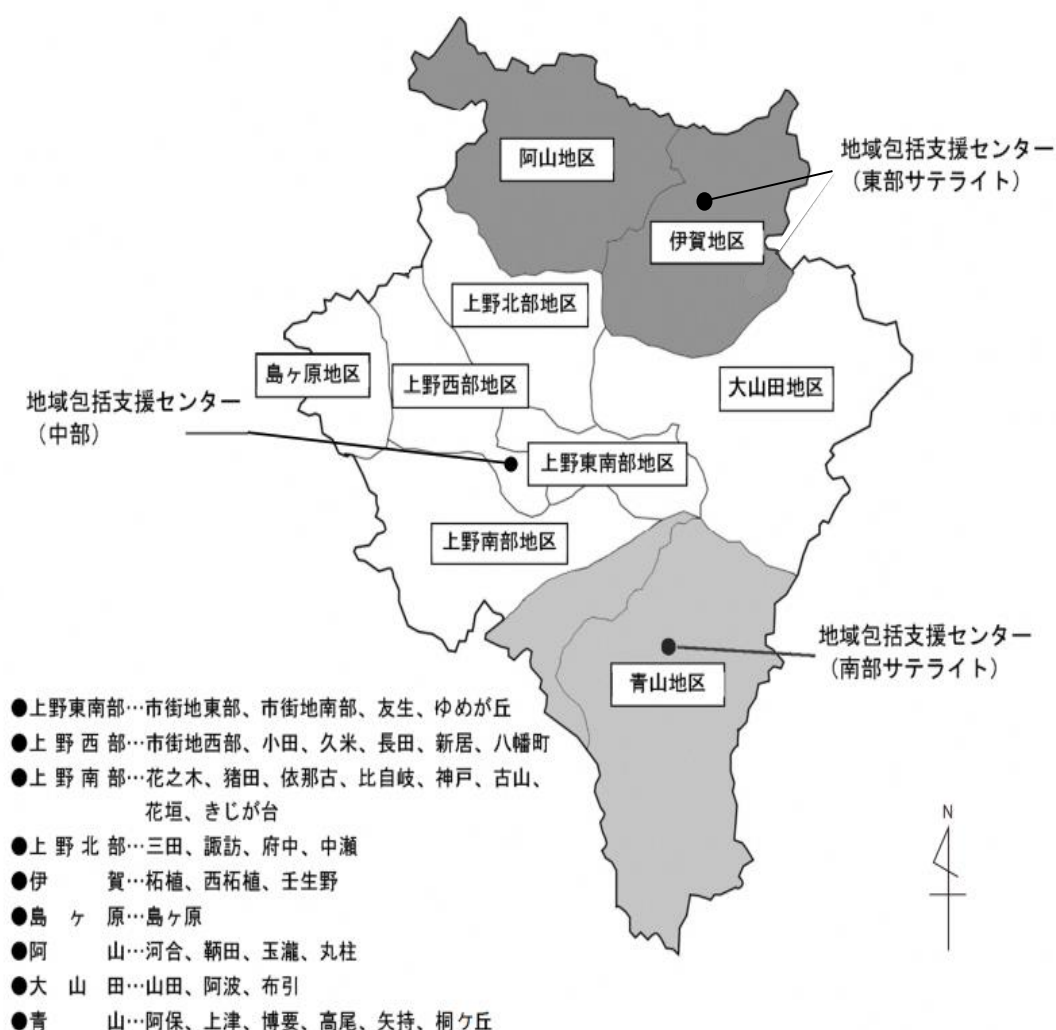 阿山地区
地域包括支援センター
（東部サテライト）
伊賀地区
上野北部地区
島ヶ原地区
上野西部地区
大山田地区
地域包括支援センター
（中部）
上野東南部地区
上野南部地区
地域包括支援センター
（南部サテライト）
青山地区
●上野東南部…市街地東部、市街地南部、友生、ゆめが丘
●上野西部…市街地西部、小田、久米、長田、新居、八幡町
●上野南部…花之木、猪田、依那古、比自岐、神戸、古山、
花垣、きじが台
●上野北部…三田、諏訪、府中、中瀬
●伊賀…柘植、西柘植、壬生野
●島ヶ原…島ヶ原
●阿山…河合、鞆田、玉瀧、丸柱
●大山田…山田、阿波、布引
●青山…阿保、上津、博要、高尾、矢持、桐ケ丘
N